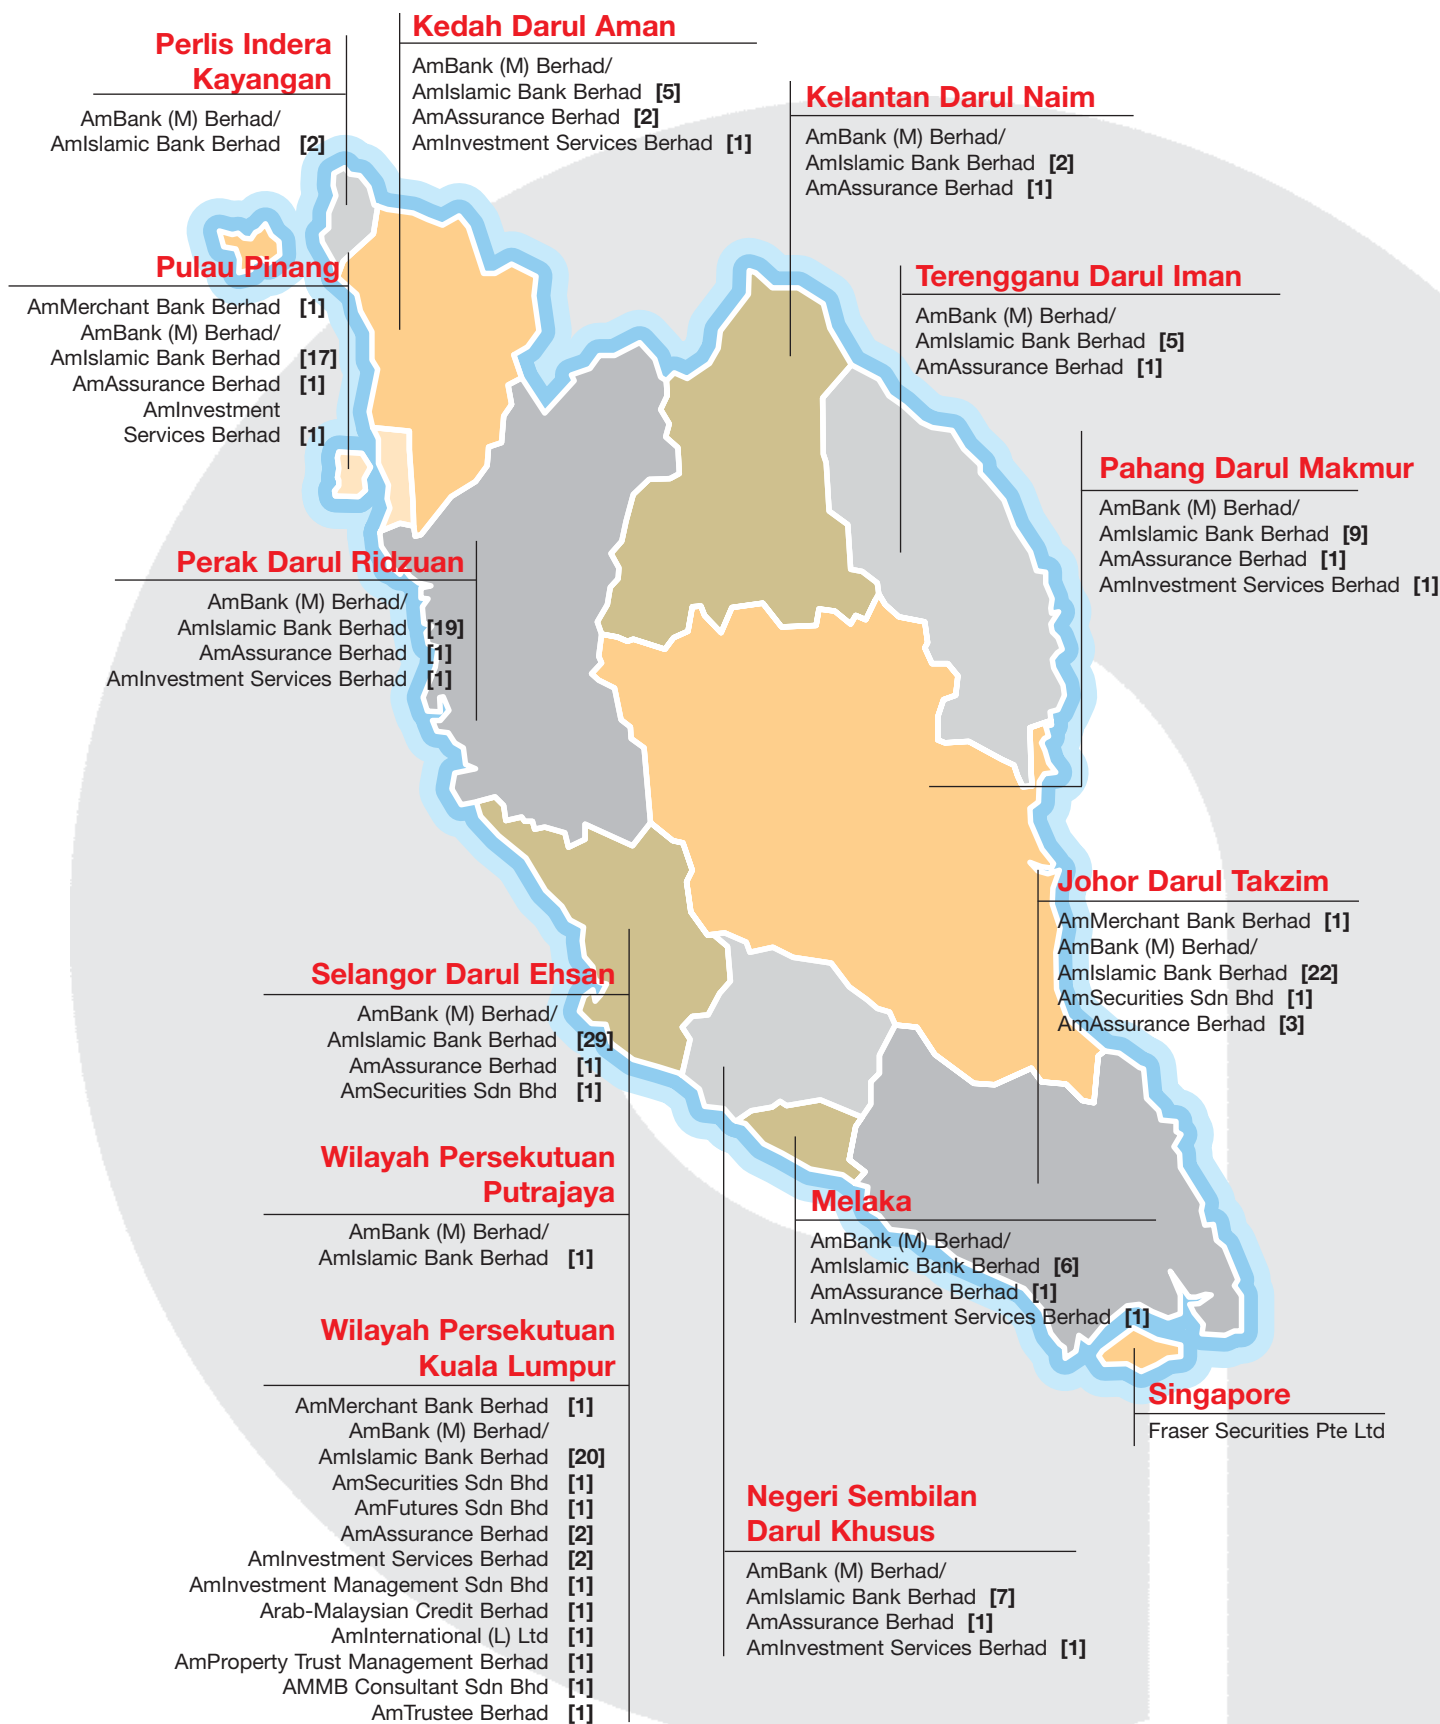 Perlis Indera
Kayangan
AmBank (M) Berhad/
AmIslamic Bank Berhad [2]
Kedah Darul Aman
AmBank (M) Berhad/
AmIslamic Bank Berhad [5]
AmAssurance Berhad [2]
AmInvestment Services Berhad [1]
Kelantan Darul Naim
AmBank (M) Berhad/
AmIslamic Bank Berhad [2]
AmAssurance Berhad [1]
Pulau Pinang
AmMerchant Bank Berhad [1]
AmBank (M) Berhad/
AmIslamic Bank Berhad [17]
AmAssurance Berhad [1]
AmInvestment
Services Berhad [1]
Terengganu Darul Iman
AmBank (M) Berhad/
AmIslamic Bank Berhad [5]
AmAssurance Berhad [1]
Pahang Darul Makmur
AmBank (M) Berhad/
AmIslamic Bank Berhad [9]
AmAssurance Berhad [1]
AmInvestment Services Berhad [1]
Perak Darul Ridzuan
AmBank (M) Berhad/
AmIslamic Bank Berhad [19]
AmAssurance Berhad [1]
AmInvestment Services Berhad [1]
Johor Darul Takzim
AmMerchant Bank Berhad [1]
AmBank (M) Berhad/
AmIslamic Bank Berhad [22]
AmSecurities Sdn Bhd [1]
AmAssurance Berhad [3]
Selangor Darul Ehsan
AmBank (M) Berhad/
AmIslamic Bank Berhad [29]
AmAssurance Berhad [1]
AmSecurities Sdn Bhd [1]
Wilayah Persekutuan
Putrajaya
AmBank (M) Berhad/
AmIslamic Bank Berhad [1]
Melaka
AmBank (M) Berhad/
AmIslamic Bank Berhad [6]
AmAssurance Berhad [1]
AmInvestment Services Berhad [1]
Wilayah Persekutuan
Kuala Lumpur
AmMerchant Bank Berhad [1]
AmBank (M) Berhad/
AmIslamic Bank Berhad [20]
AmSecurities Sdn Bhd [1]
AmFutures Sdn Bhd [1]
AmAssurance Berhad [2]
AmInvestment Services Berhad [2]
AmInvestment Management Sdn Bhd [1]
Arab-Malaysian Credit Berhad [1]
AmInternational (L) Ltd [1]
AmProperty Trust Management Berhad [1]
AMMB Consultant Sdn Bhd [1]
AmTrustee Berhad [1]
Singapore
Fraser Securities Pte Ltd
Negeri Sembilan
Darul Khusus
AmBank (M) Berhad/
AmIslamic Bank Berhad [7]
AmAssurance Berhad [1]
AmInvestment Services Berhad [1]